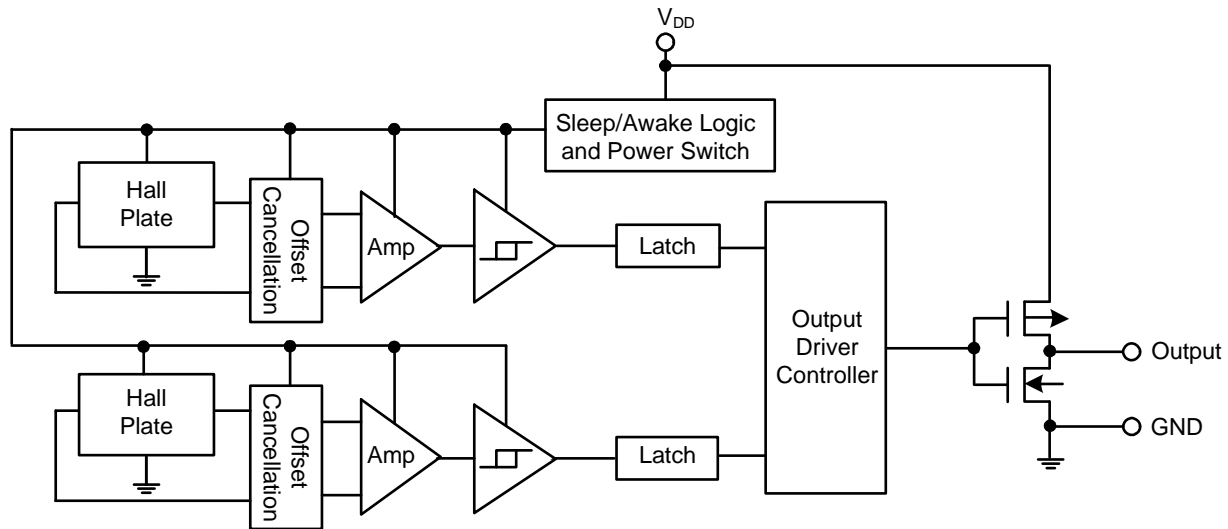 VDD
Sleep/Awake Logic
and Power Switch
Hall
Plate
Offset
Cancellation
Amp
Latch
Output
Driver
Controller
Output
GND
Hall
Plate
Offset
Cancellation
Amp
Latch